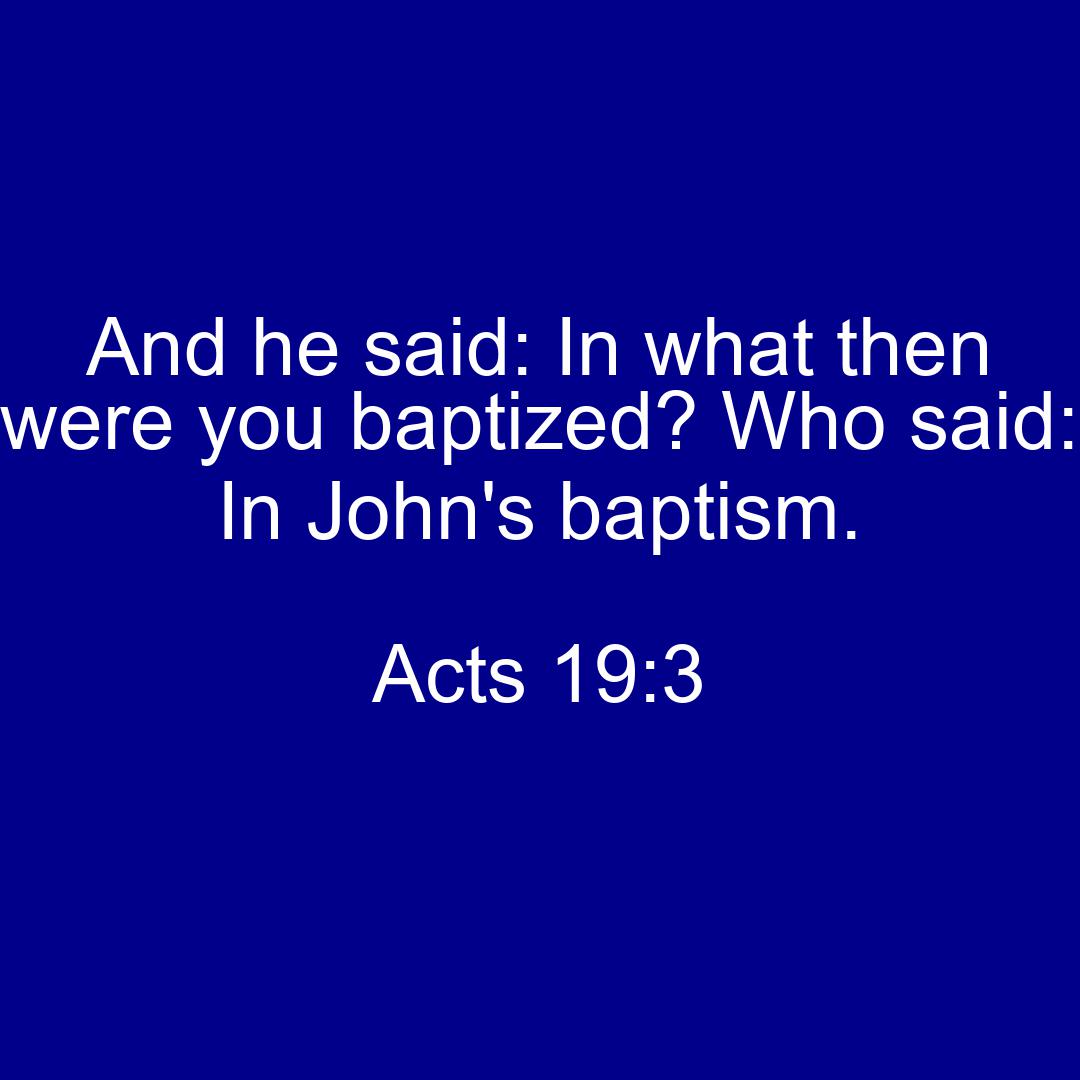 And he said: In what then
were you baptized? Who said:
In John's baptism.
Acts 19:3